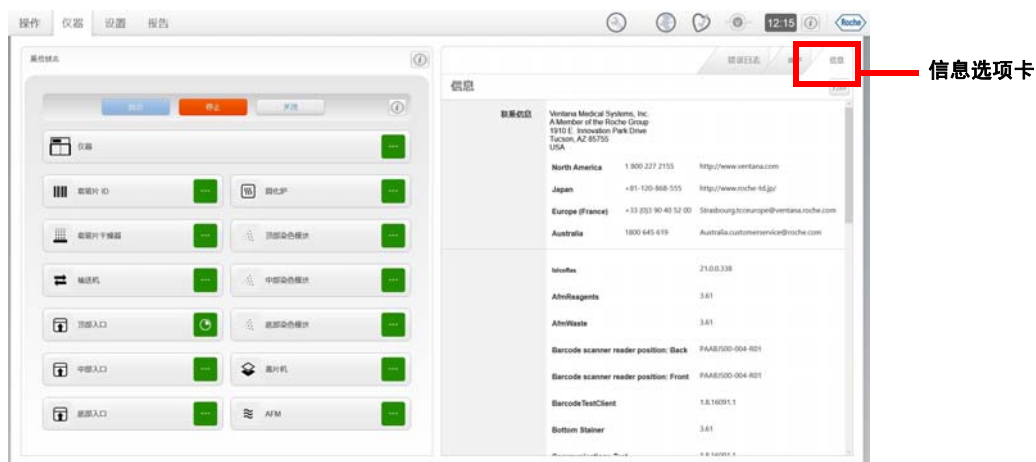 操作 仪器 设置 报告
12:15
Roche
系统状态
启动 停止 关闭
仪器
载玻片 ID
固化炉
载玻片干燥器
顶部染色模块
输送机
中部染色模块
顶部入口
底部染色模块
中部入口
盖片机
底部入口
AFM
错误日志
信息
信息
联系信息
Ventana Medical Systems, Inc.
A Member of the Roche Group
1910 E. Innovation Park Drive
Tucson, AZ 85755
USA
North America 1 800 227 2155 http://www.ventana.com
Japan +81-120-868-555 http://www.roche-fd.jp/
Europe (France) +33 (0)3 90 40 52 00 Strasbourg.tcceurope@ventana.roche.com
Australia 1800 645 619 Australia.customerservice@roche.com
21.0.0.338
AfmReagents 3.61
AfmWaste 3.61
Barcode scanner reader position: Back PAABJS00-004-R01
Barcode scanner reader position: Front PAABJS00-004-R01
BarcodeTestClient 1.8.16091.1
Bottom Stainer 3.61
信息选项卡